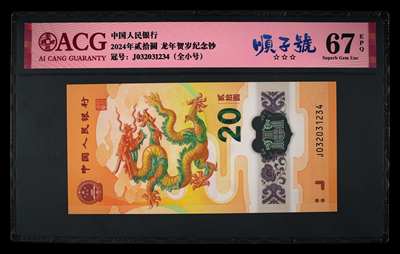 ACG
AI CANG GUARANTY
中国人民银行
2024年贰拾圆 龙年贺岁纪念钞
冠号：J032031234（全小号）
順子號
☆☆☆
67
EPQ
Superb Gem Unc
中国人民银行
贰拾圆
20
J032031234